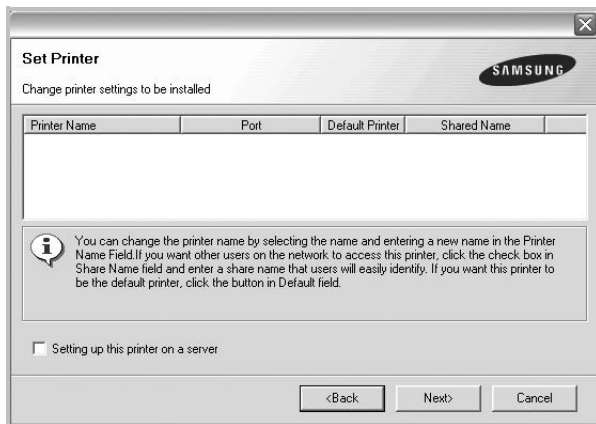 Set Printer
SAMSUNG
Change printer settings to be installed
Printer Name Port Default Printer Shared Name
You can change the printer name by selecting the name and entering a new name in the Printer
Name Field.If you want other users on the network to access this printer, click the check box in
Share Name field and enter a share name that users will easily identify. If you want this printer to
be the default printer, click the button in Default field.
Setting up this printer on a server
<Back Next> Cancel